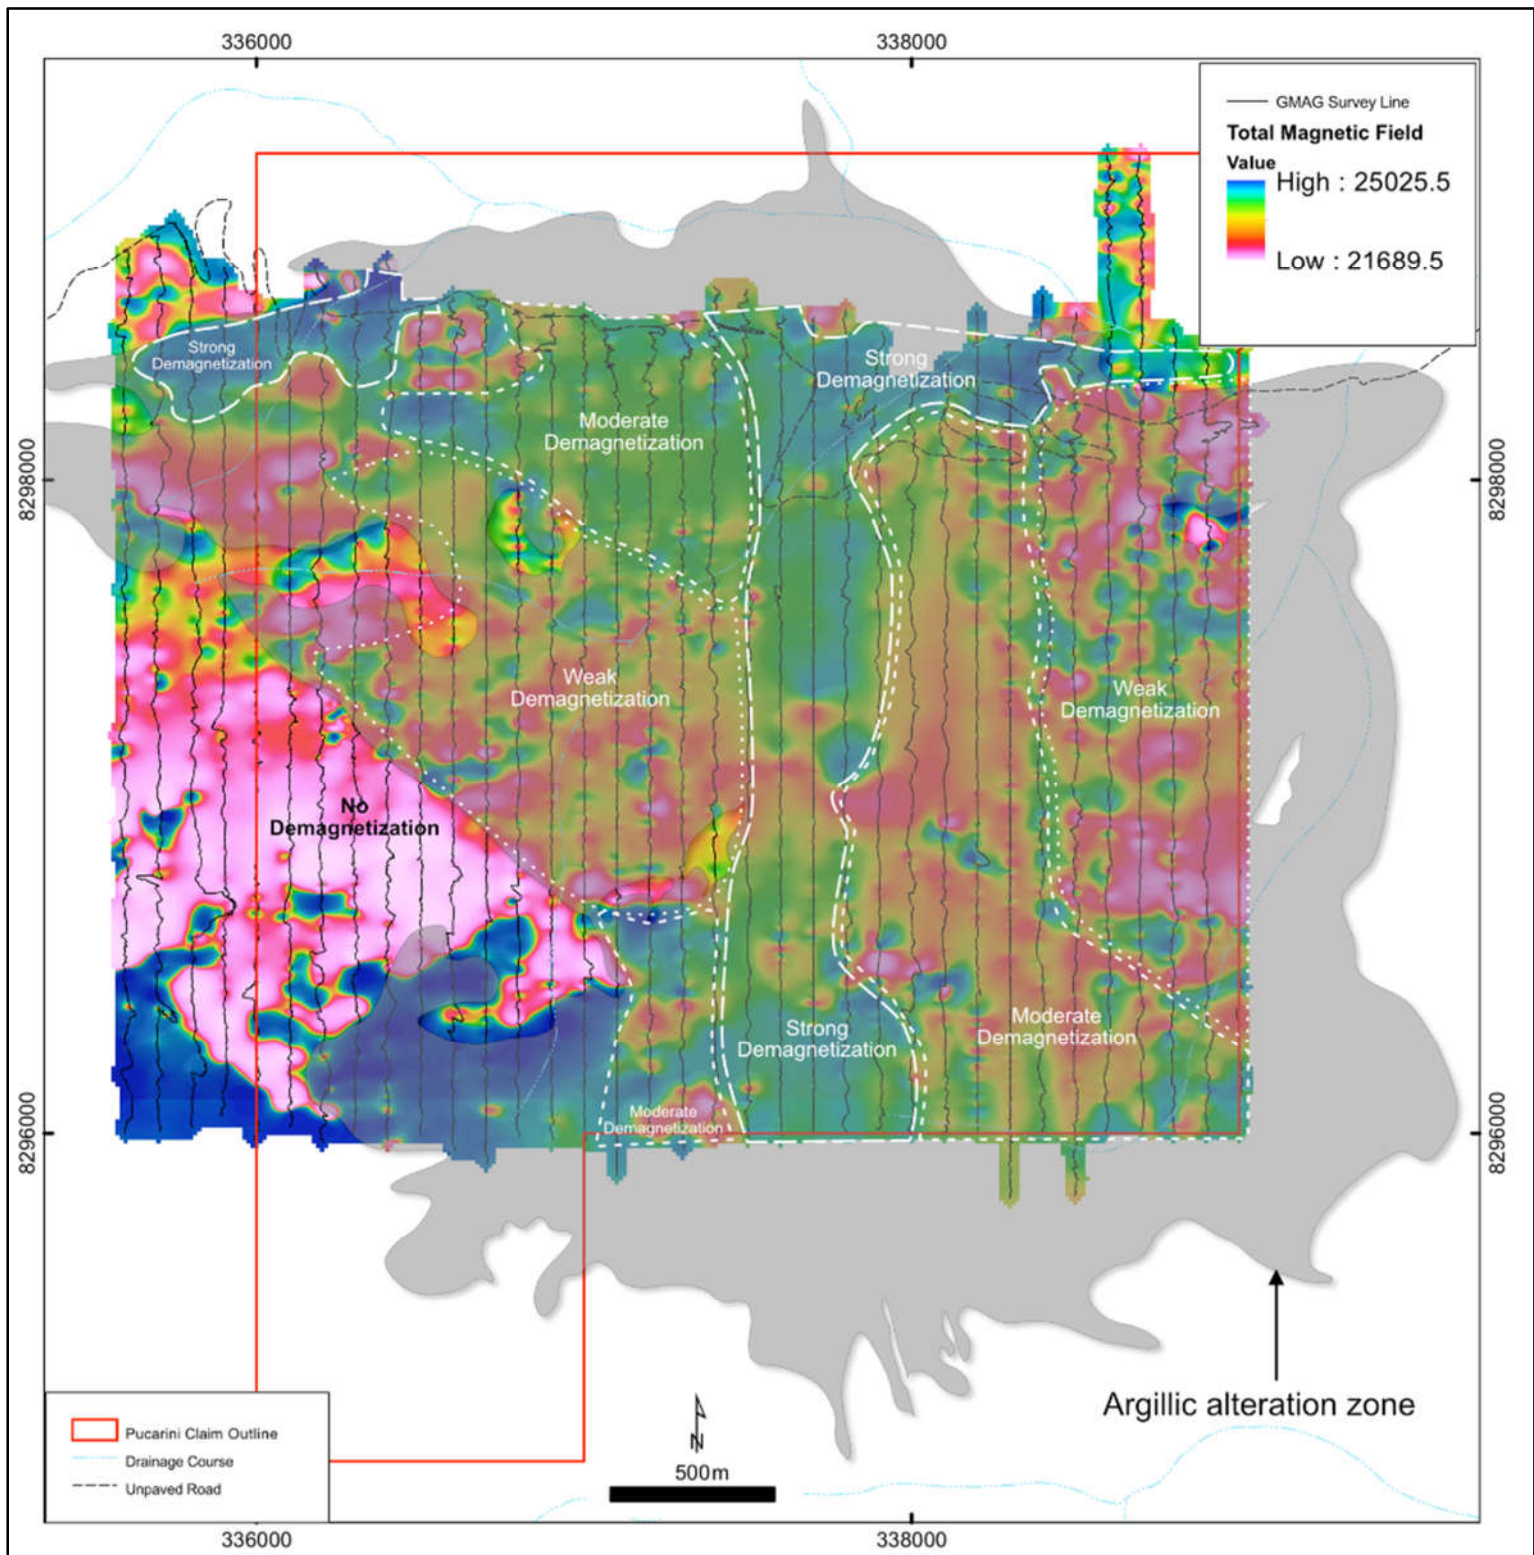 336000
338000
GMAG Survey Line
Total Magnetic Field
Value
High : 25025.5
Low : 21689.5
Strong
Demagnetization
Strong
Demagnetization
Moderate
Demagnetization
8298000
8298000
Weak
Demagnetization
Weak
Demagnetization
No
Demagnetization
Strong
Demagnetization
Moderate
Demagnetization
Moderate
Demagnetization
8296000
8296000
Argillic alteration zone
Pucarini Claim Outline
Drainage Course
Unpaved Road
N
500m
336000
338000